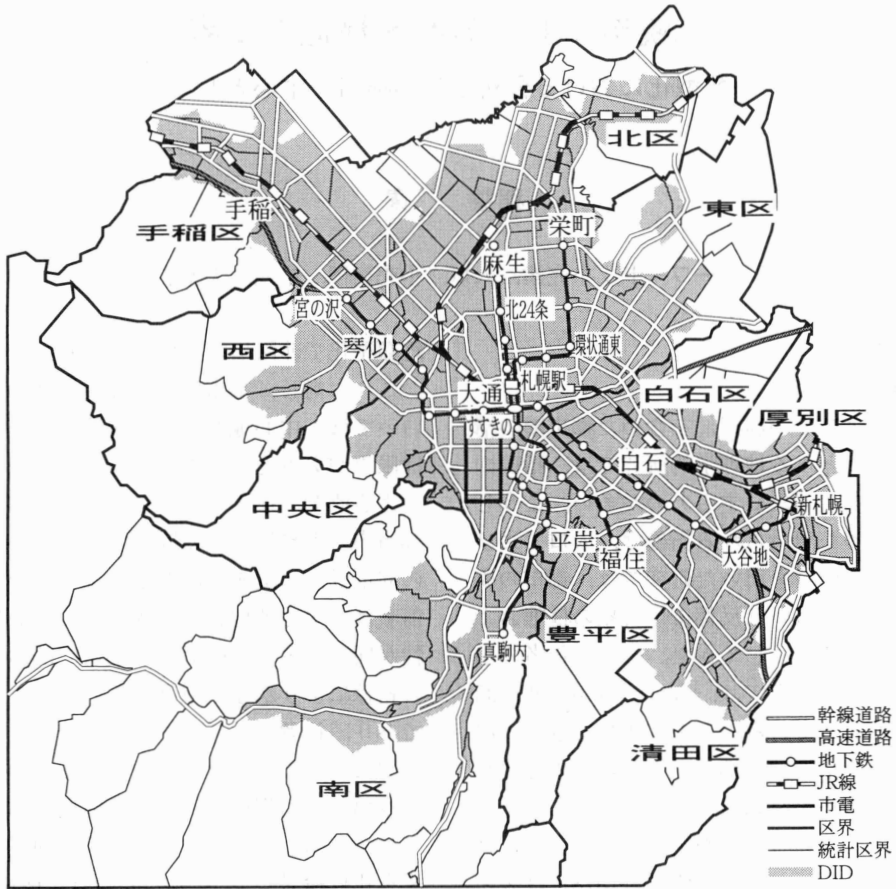 北区
東区
手稲
手稲区
栄町
麻生
宮の沢
北24条
西区
琴似
環状通東
大通
札幌駅
白石区
厚別区
すすきの
白石
新札幌
中央区
平岸
福住
大谷地
豊平区
真駒内
清田区
南区
幹線道路
高速道路
地下鉄
JR線
市電
区界
統計区界
DID